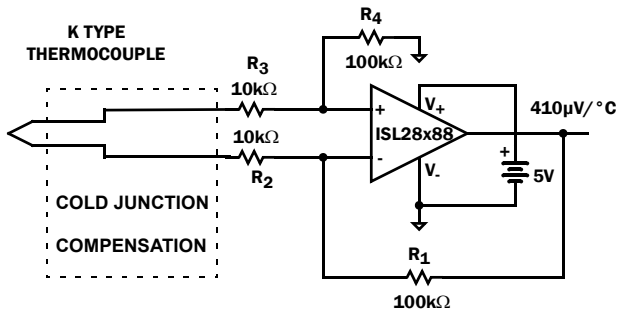 K TYPE
THERMOCOUPLE
R4
100kΩ
R3
10kΩ
10kΩ
R2
+
-
ISL28x88
V+
V-
410µV/°C
+
5V
COLD JUNCTION
COMPENSATION
R1
100kΩ